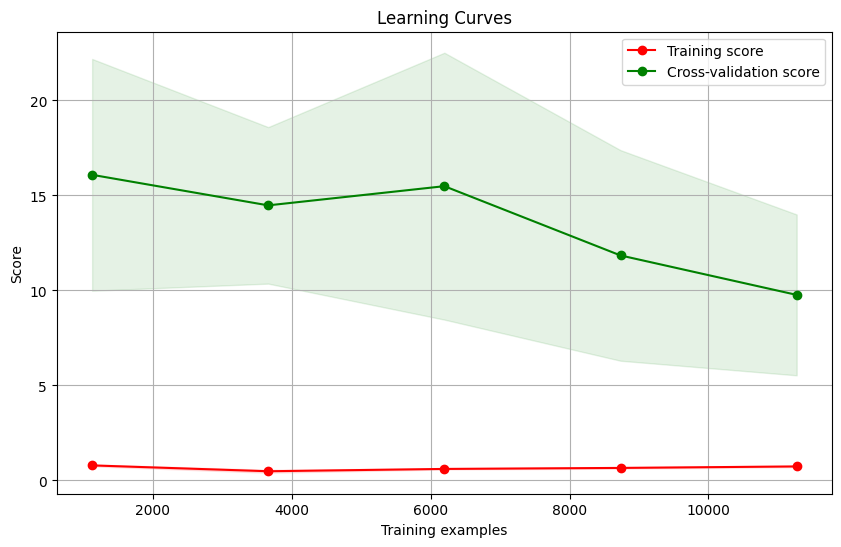 Learning Curves
Training score
Cross-validation score
Score
20
15
10
5
0
2000 4000 6000 8000 10000
Training examples